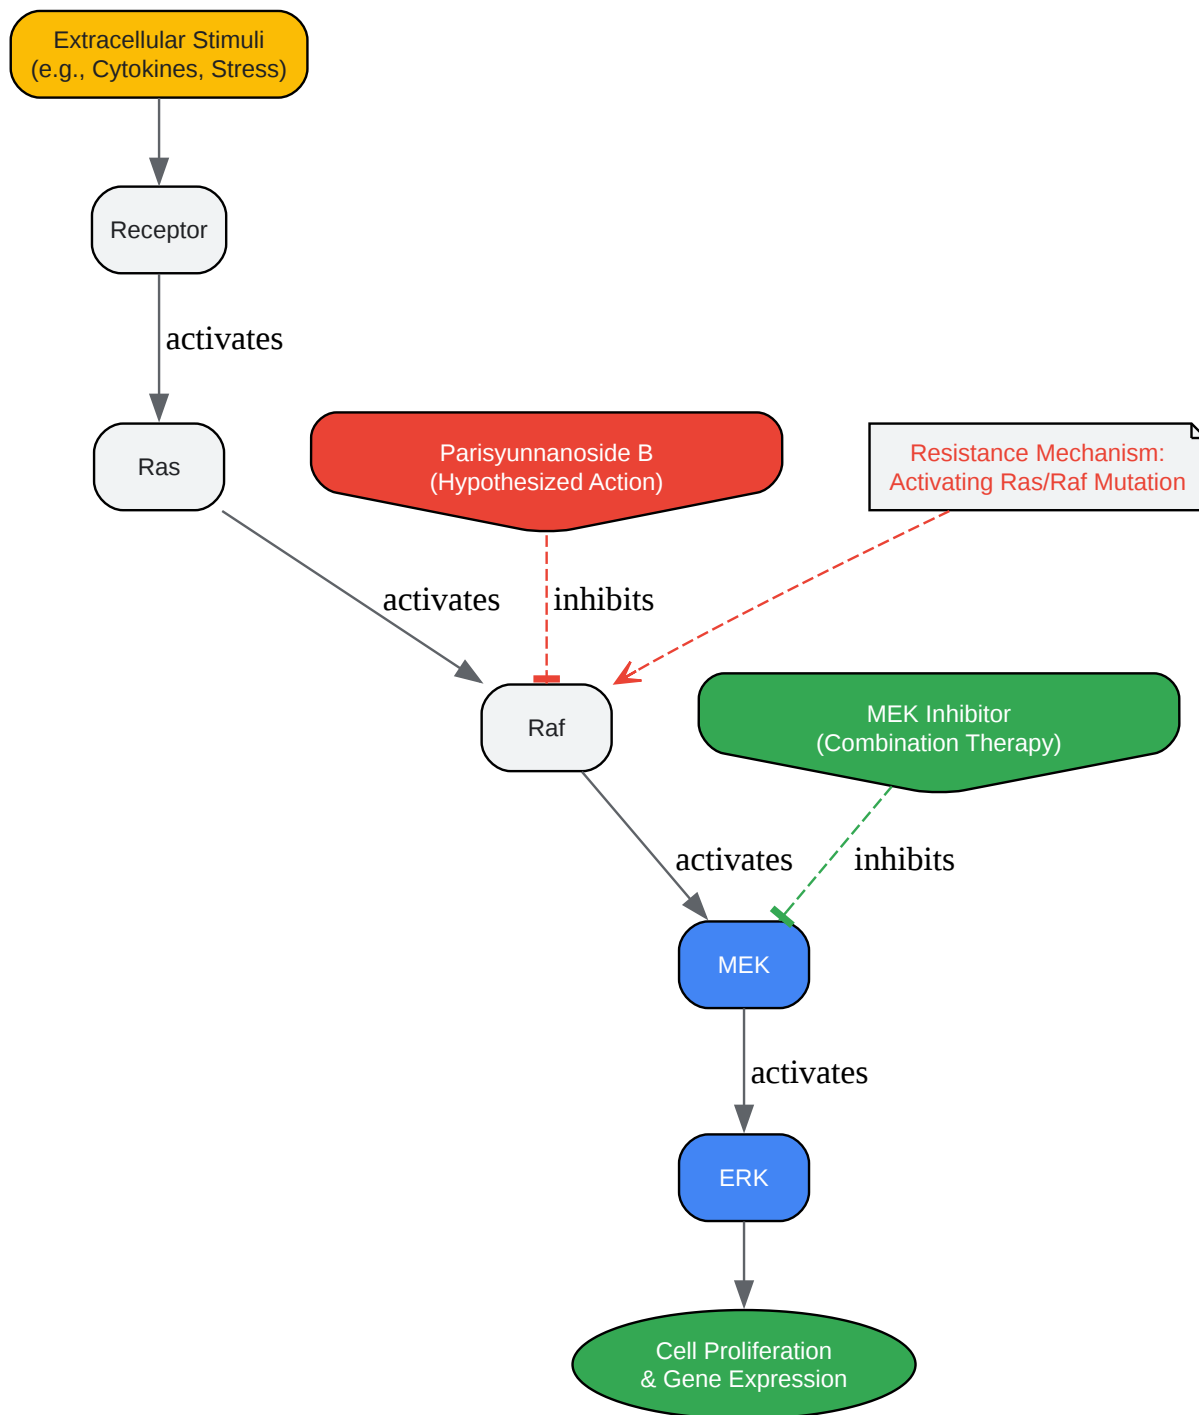 Extracellular Stimuli
(e.g., Cytokines, Stress)
Receptor
activates
Ras
Parisyunnanoside B
(Hypothesized Action)
Resistance Mechanism:
Activating Ras/Raf Mutation
activates
inhibits
Raf
MEK Inhibitor
(Combination Therapy)
activates
inhibits
MEK
activates
ERK
Cell Proliferation
& Gene Expression